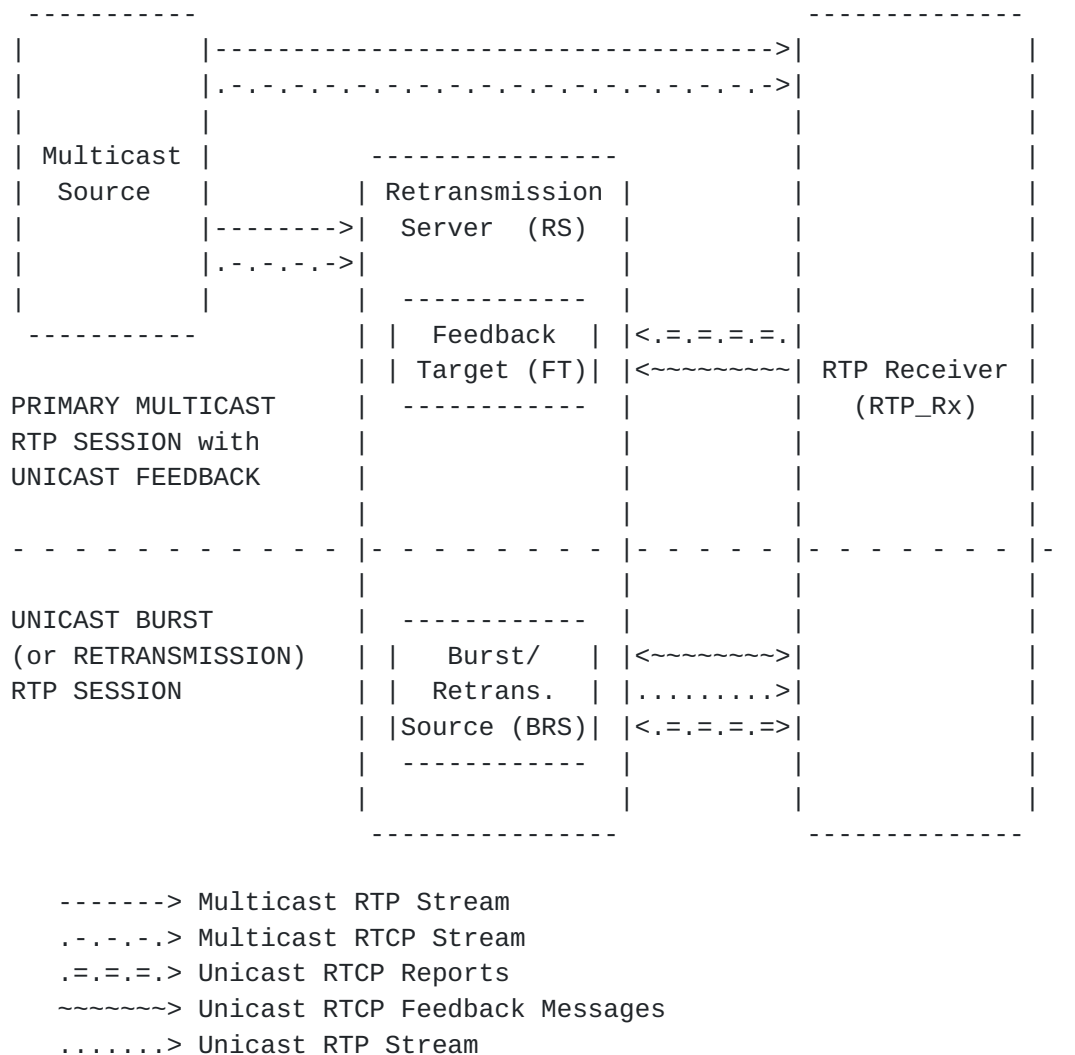 Multicast
Source
Retransmission
Server (RS)
Feedback
Target (FT)
RTP Receiver
(RTP_Rx)
PRIMARY MULTICAST
RTP SESSION with
UNICAST FEEDBACK
UNICAST BURST
(or RETRANSMISSION)
RTP SESSION
Burst/
Retrans.
Source (BRS)
-------> Multicast RTP Stream
.-.-.-.> Multicast RTCP Stream
.=.=.=.> Unicast RTCP Reports
~~~~~~~> Unicast RTCP Feedback Messages
.......> Unicast RTP Stream